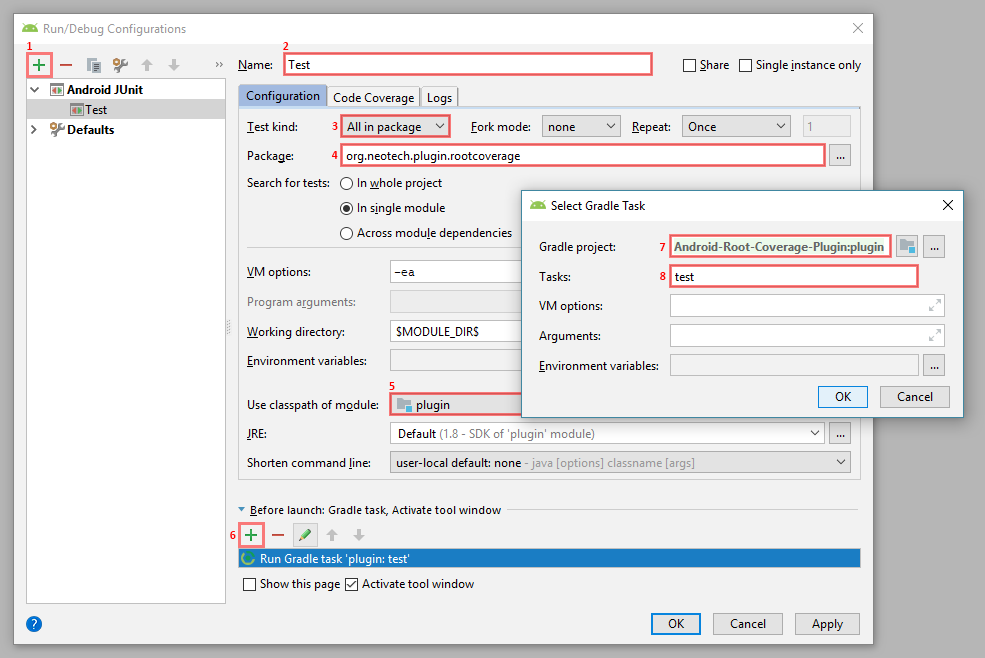 Run/Debug Configurations
1
2
Name: Test
Share
Single instance only
Android JUnit
Test
Defaults
Configuration Code Coverage Logs
Test kind: 3 All in package Fork mode: none Repeat: Once 1
Package: 4 org.neotech.plugin.rootcoverage ...
Search for tests: In whole project
In single module
Across module dependencies
VM options: -ea
Program arguments:
Working directory: $MODULE_DIR$
Environment variables:
5
Use classpath of module: plugin
JRE: Default (1.8 - SDK of 'plugin' module) ...
Shorten command line: user-local default: none - java [options] classname [args]
Before launch: Gradle task, Activate tool window
6
Run Gradle task 'plugin: test'
Show this page Activate tool window
? OK Cancel Apply
Select Gradle Task
Gradle project: 7 Android-Root-Coverage-Plugin:plugin ...
Tasks: 8 test
VM options:
Arguments:
Environment variables: ...
OK Cancel